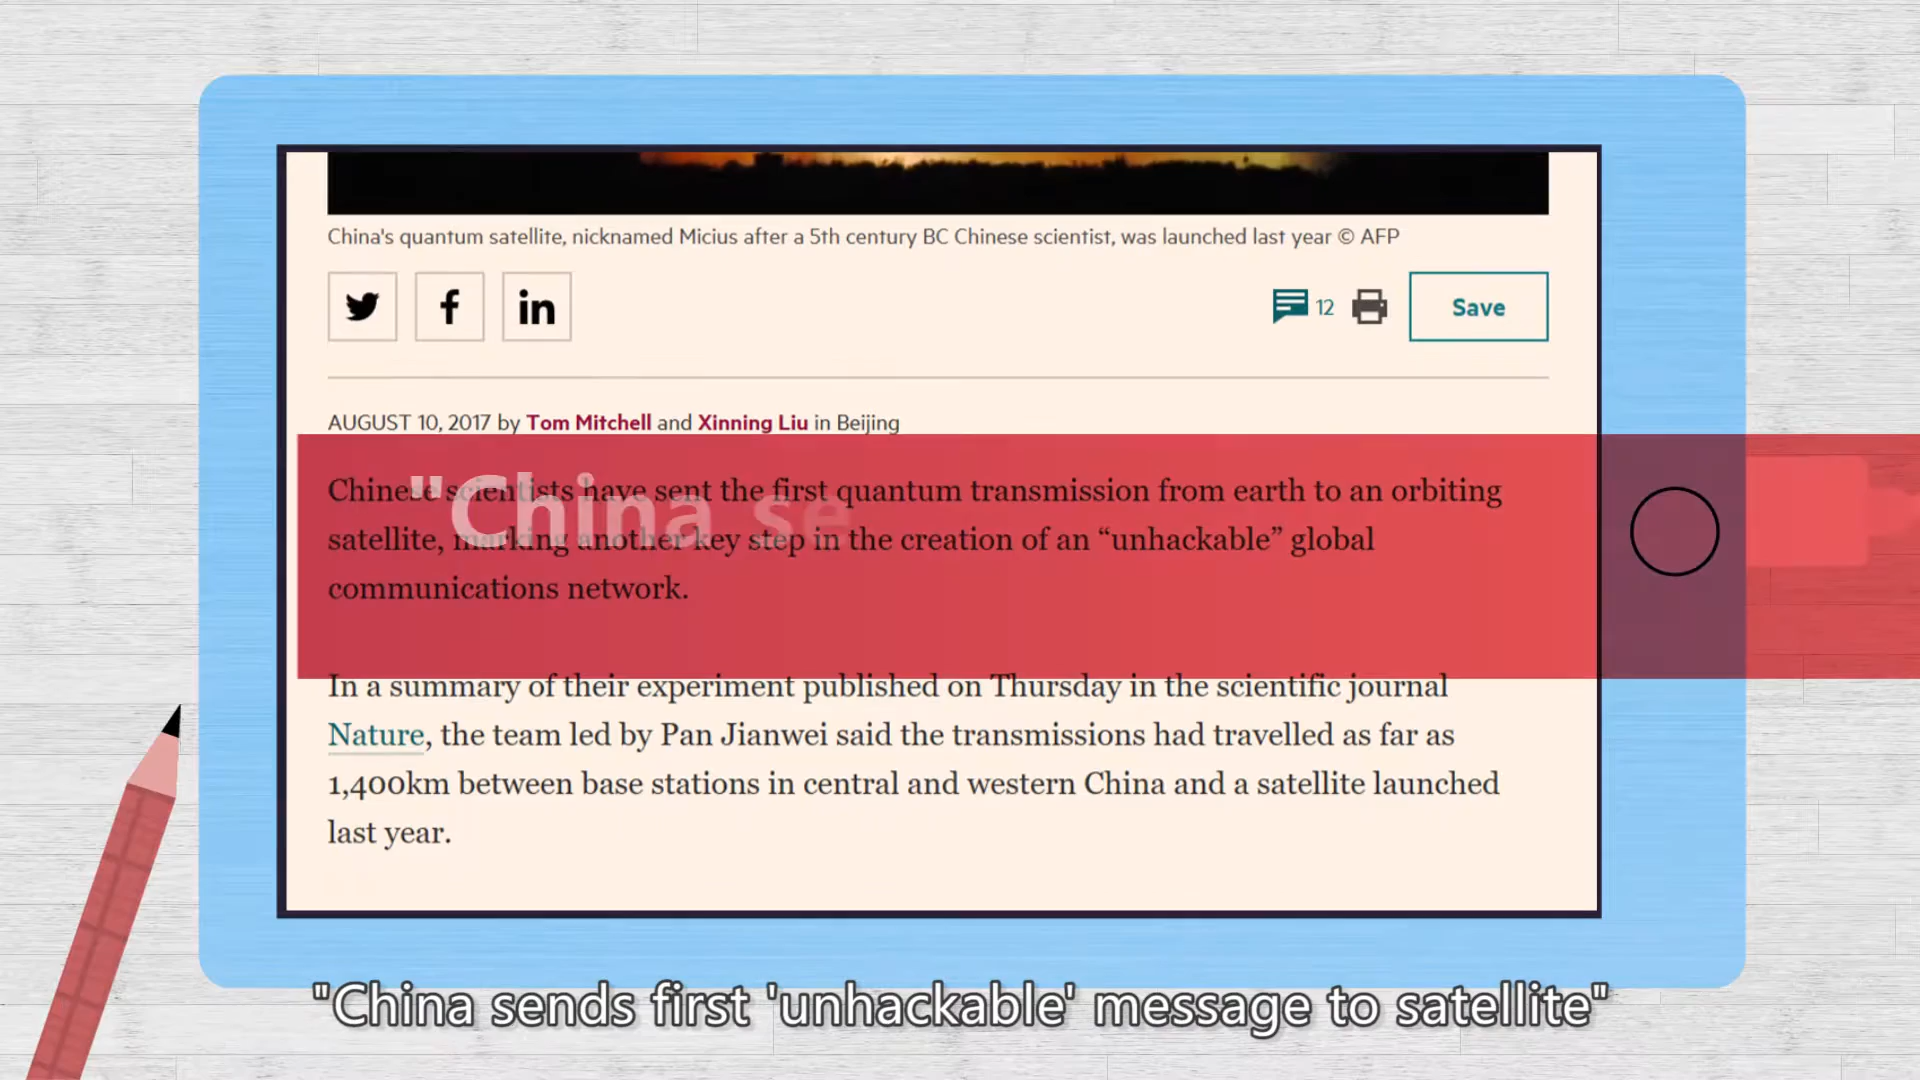 China's quantum satellite, nicknamed Micius after a 5th century BC Chinese scientist, was launched last year © AFP
f
in
12
Save
AUGUST 10, 2017 by Tom Mitchell and Xinning Liu in Beijing
"China se
Chinese scientists have sent the first quantum transmission from earth to an orbiting
satellite, marking another key step in the creation of an “unhackable” global
communications network.
In a summary of their experiment published on Thursday in the scientific journal
Nature, the team led by Pan Jianwei said the transmissions had travelled as far as
1,400km between base stations in central and western China and a satellite launched
last year.
"China sends first 'unhackable' message to satellite"